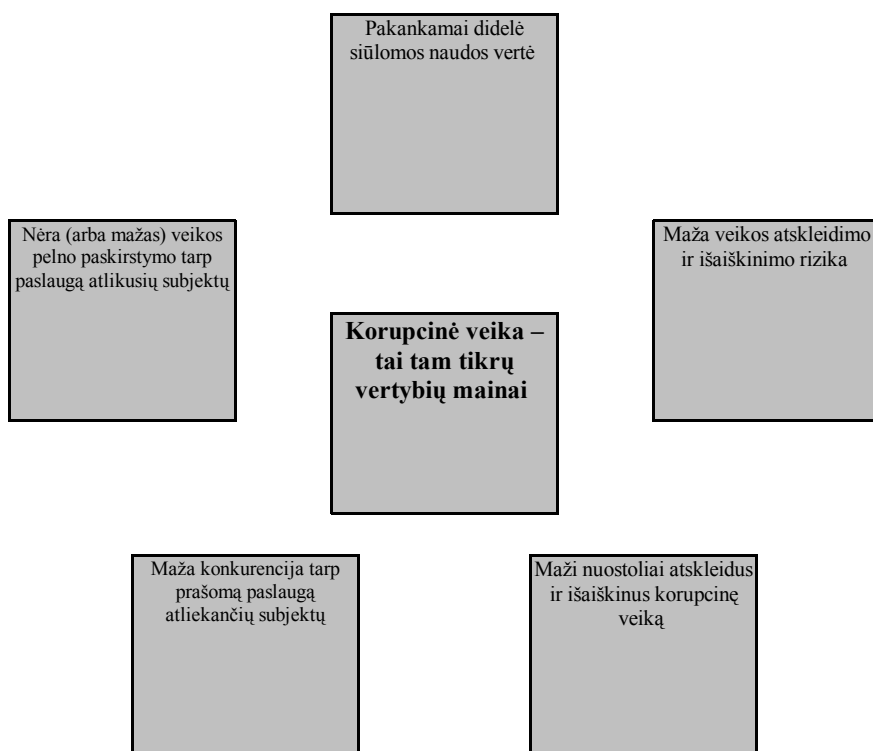 Pakankamai didelė
siūlomos naudos vertė
Nėra (arba mažas) veikos
pelno paskirstymo tarp
paslaugą atlikusių subjektų
Maža veikos atskleidimo
ir išaiškinimo rizika
Korupcinė veika –
tai tam tikrų
vertybių mainai
Maža konkurencija tarp
prašomą paslaugą
atliekančių subjektų
Maži nuostoliai atskleidus
ir išaiškinus korupcinę
veiką